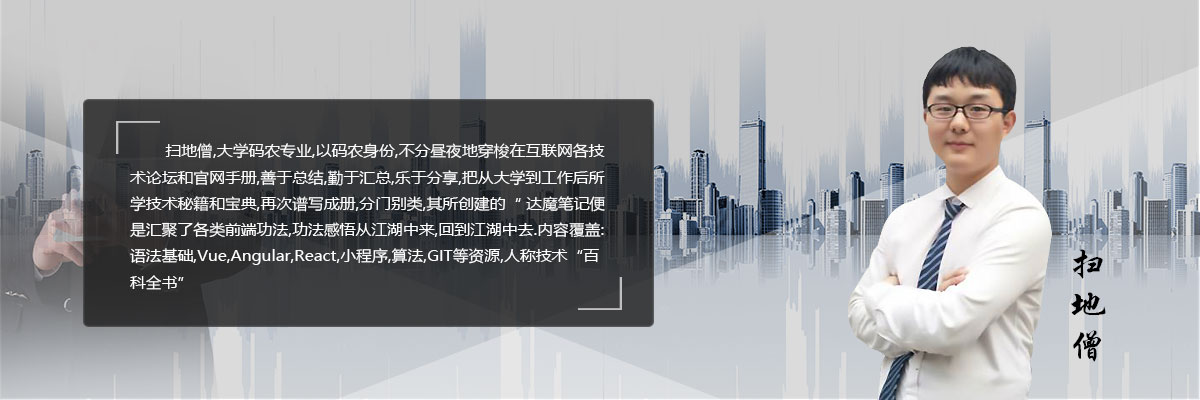 扫地僧,大学码农专业,以码农身份,不分昼夜地穿梭在互联网各技
术论坛和官网手册,善于总结,勤于汇总,乐于分享,把从大学到工作后所
学技术秘籍和宝典,再次谱写成册,分门别类,其所创建的“ 达魔笔记便
是汇聚了各类前端功法,功法感悟从江湖中来,回到江湖中去.内容覆盖:
语法基础,Vue,Angular,React,小程序,算法,GIT等资源,人称技术“百
科全书”
扫地僧